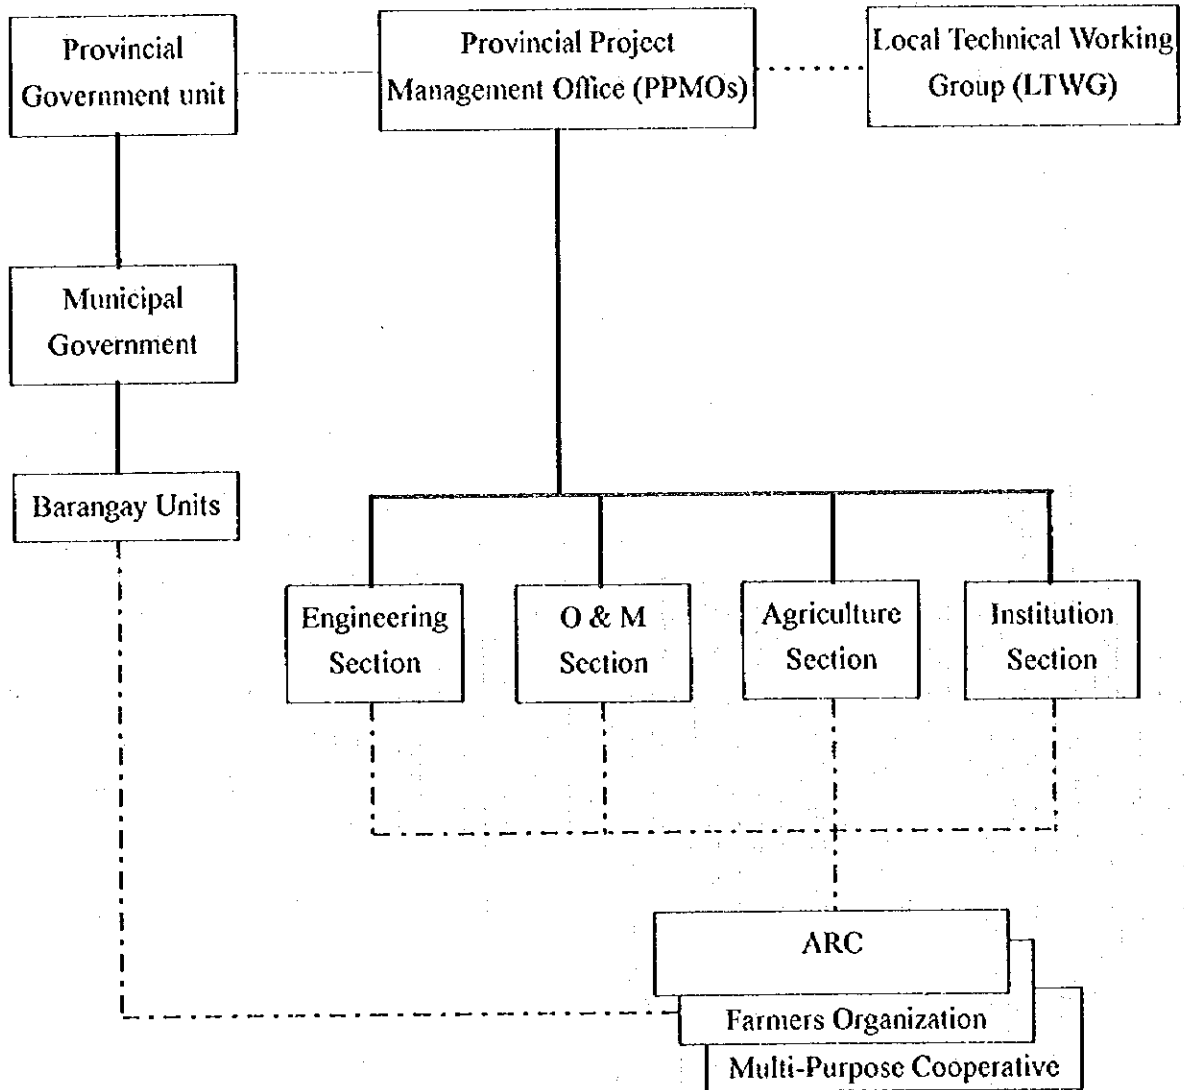 Provincial
Government unit
Provincial Project
Management Office (PPMOs)
Local Technical Working
Group (LTWG)
Municipal
Government
Barangay Units
Engineering
Section
O & M
Section
Agriculture
Section
Institution
Section
ARC
Farmers Organization
Multi-Purpose Cooperative